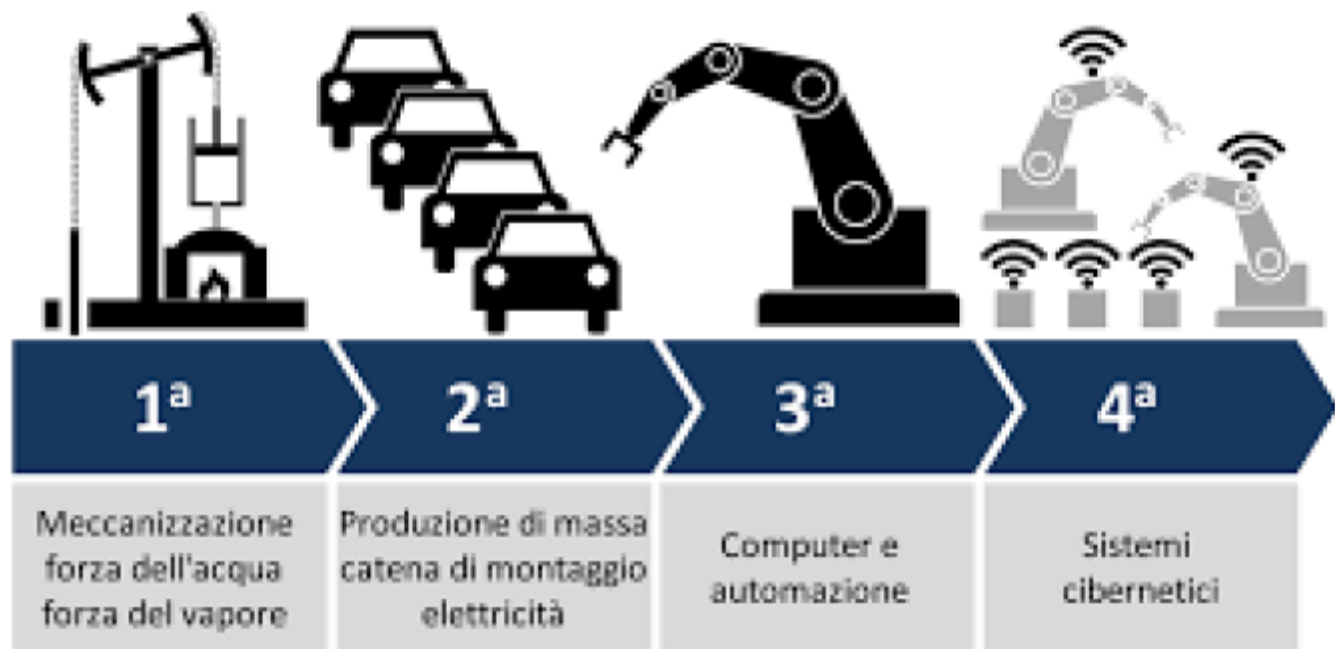 1ª
2ª
3ª
4ª
Meccanizzazione
forza dell'acqua
forza del vapore
Produzione di massa
catena di montaggio
elettricità
Computer e
automazione
Sistemi
cibernetici